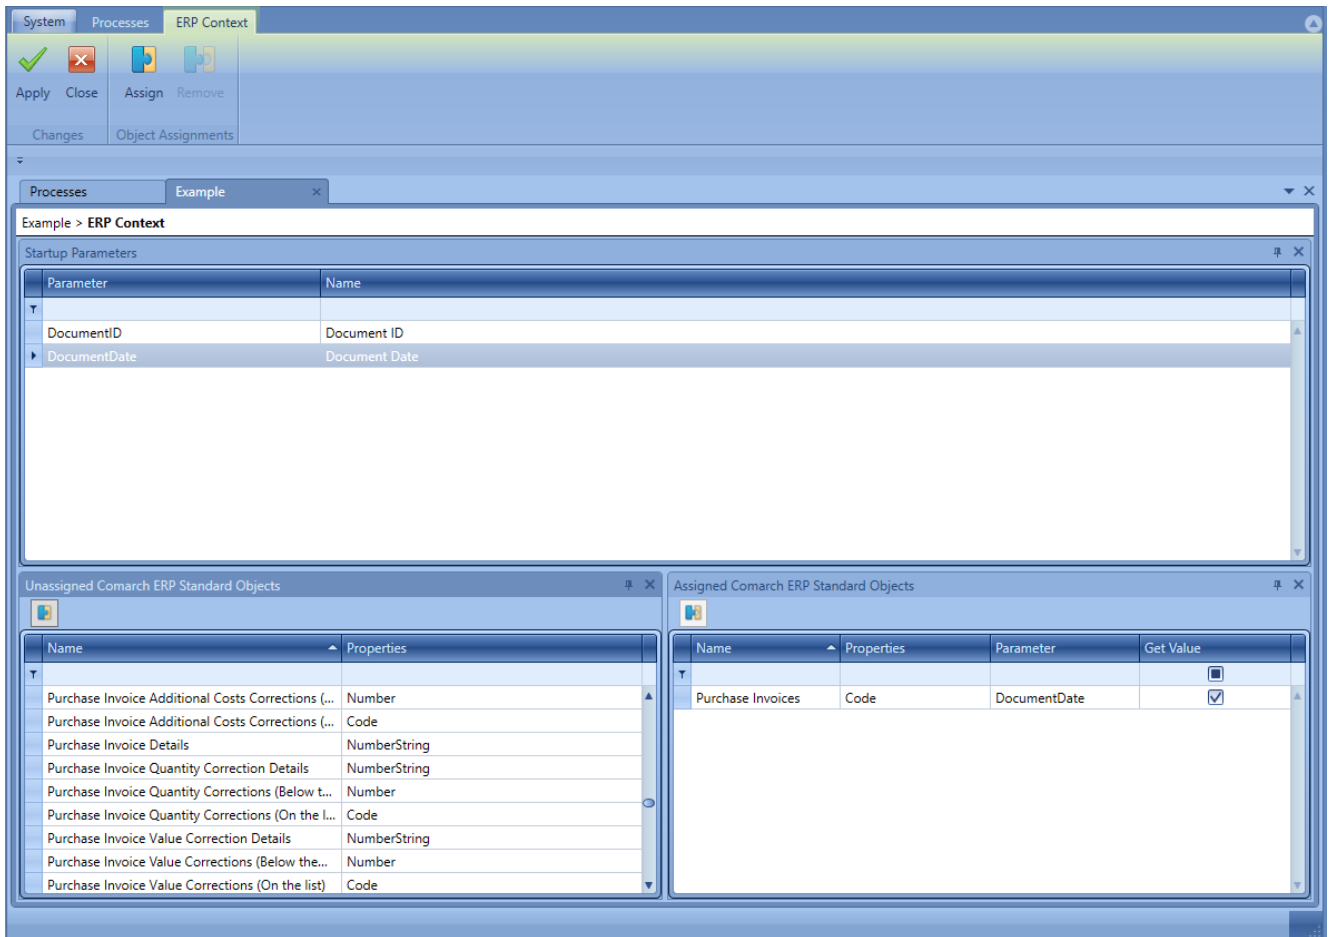 System Processes ERP Context
Apply Close Assign Remove
Changes Object Assignments
Processes Example
Example > ERP Context
Startup Parameters
Parameter Name
DocumentID Document ID
DocumentDate Document Date
Unassigned Comarch ERP Standard Objects
Name Properties
Purchase Invoice Additional Costs Corrections (... Number
Purchase Invoice Additional Costs Corrections (... Code
Purchase Invoice Details NumberString
Purchase Invoice Quantity Correction Details NumberString
Purchase Invoice Quantity Corrections (Below t... Number
Purchase Invoice Quantity Corrections (On the l... Code
Purchase Invoice Value Correction Details NumberString
Purchase Invoice Value Corrections (Below the... Number
Purchase Invoice Value Corrections (On the list) Code
Assigned Comarch ERP Standard Objects
Name Properties Parameter Get Value
Purchase Invoices Code DocumentDate